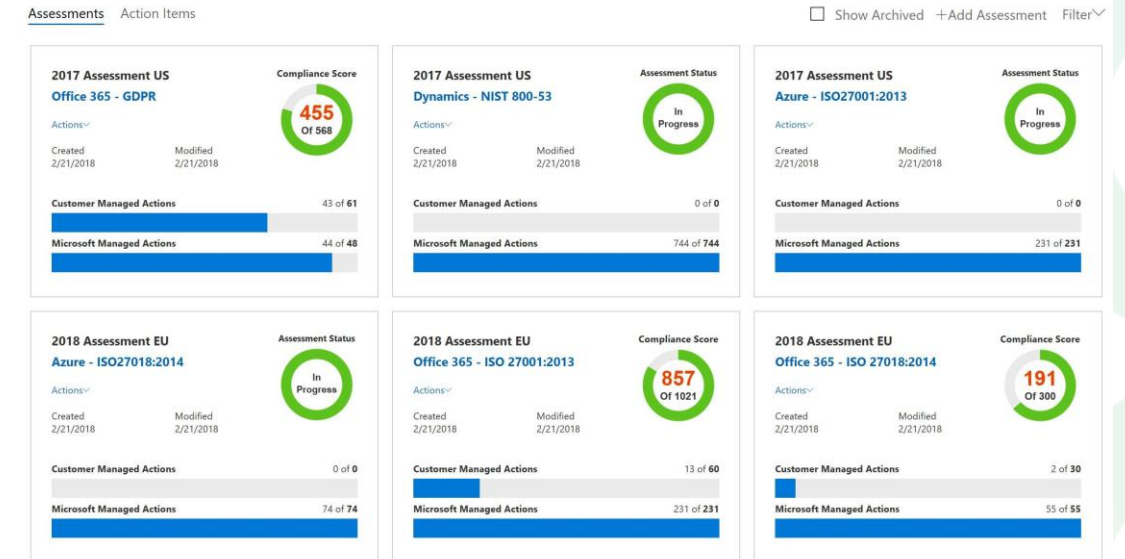 Assessments Action Items
Show Archived +Add Assessment Filter
2017 Assessment US
Office 365 - GDPR
Actions
Created Modified
2/21/2018 2/21/2018
Compliance Score
455
Of 568
Customer Managed Actions 43 of 61
Microsoft Managed Actions 44 of 48
2017 Assessment US
Dynamics - NIST 800-53
Actions
Created Modified
2/21/2018 2/21/2018
Assessment Status
In
Progress
Customer Managed Actions 0 of 0
Microsoft Managed Actions 744 of 744
2017 Assessment US
Azure - ISO27001:2013
Actions
Created Modified
2/21/2018 2/21/2018
Assessment Status
In
Progress
Customer Managed Actions 0 of 0
Microsoft Managed Actions 231 of 231
2018 Assessment EU
Azure - ISO27018:2014
Actions
Created Modified
2/21/2018 2/21/2018
Assessment Status
In
Progress
Customer Managed Actions 0 of 0
Microsoft Managed Actions 74 of 74
2018 Assessment EU
Office 365 - ISO 27001:2013
Actions
Created Modified
2/21/2018 2/21/2018
Compliance Score
857
Of 1021
Customer Managed Actions 13 of 60
Microsoft Managed Actions 231 of 231
2018 Assessment EU
Office 365 - ISO 27018:2014
Actions
Created Modified
2/21/2018 2/21/2018
Compliance Score
191
Of 300
Customer Managed Actions 2 of 30
Microsoft Managed Actions 55 of 55